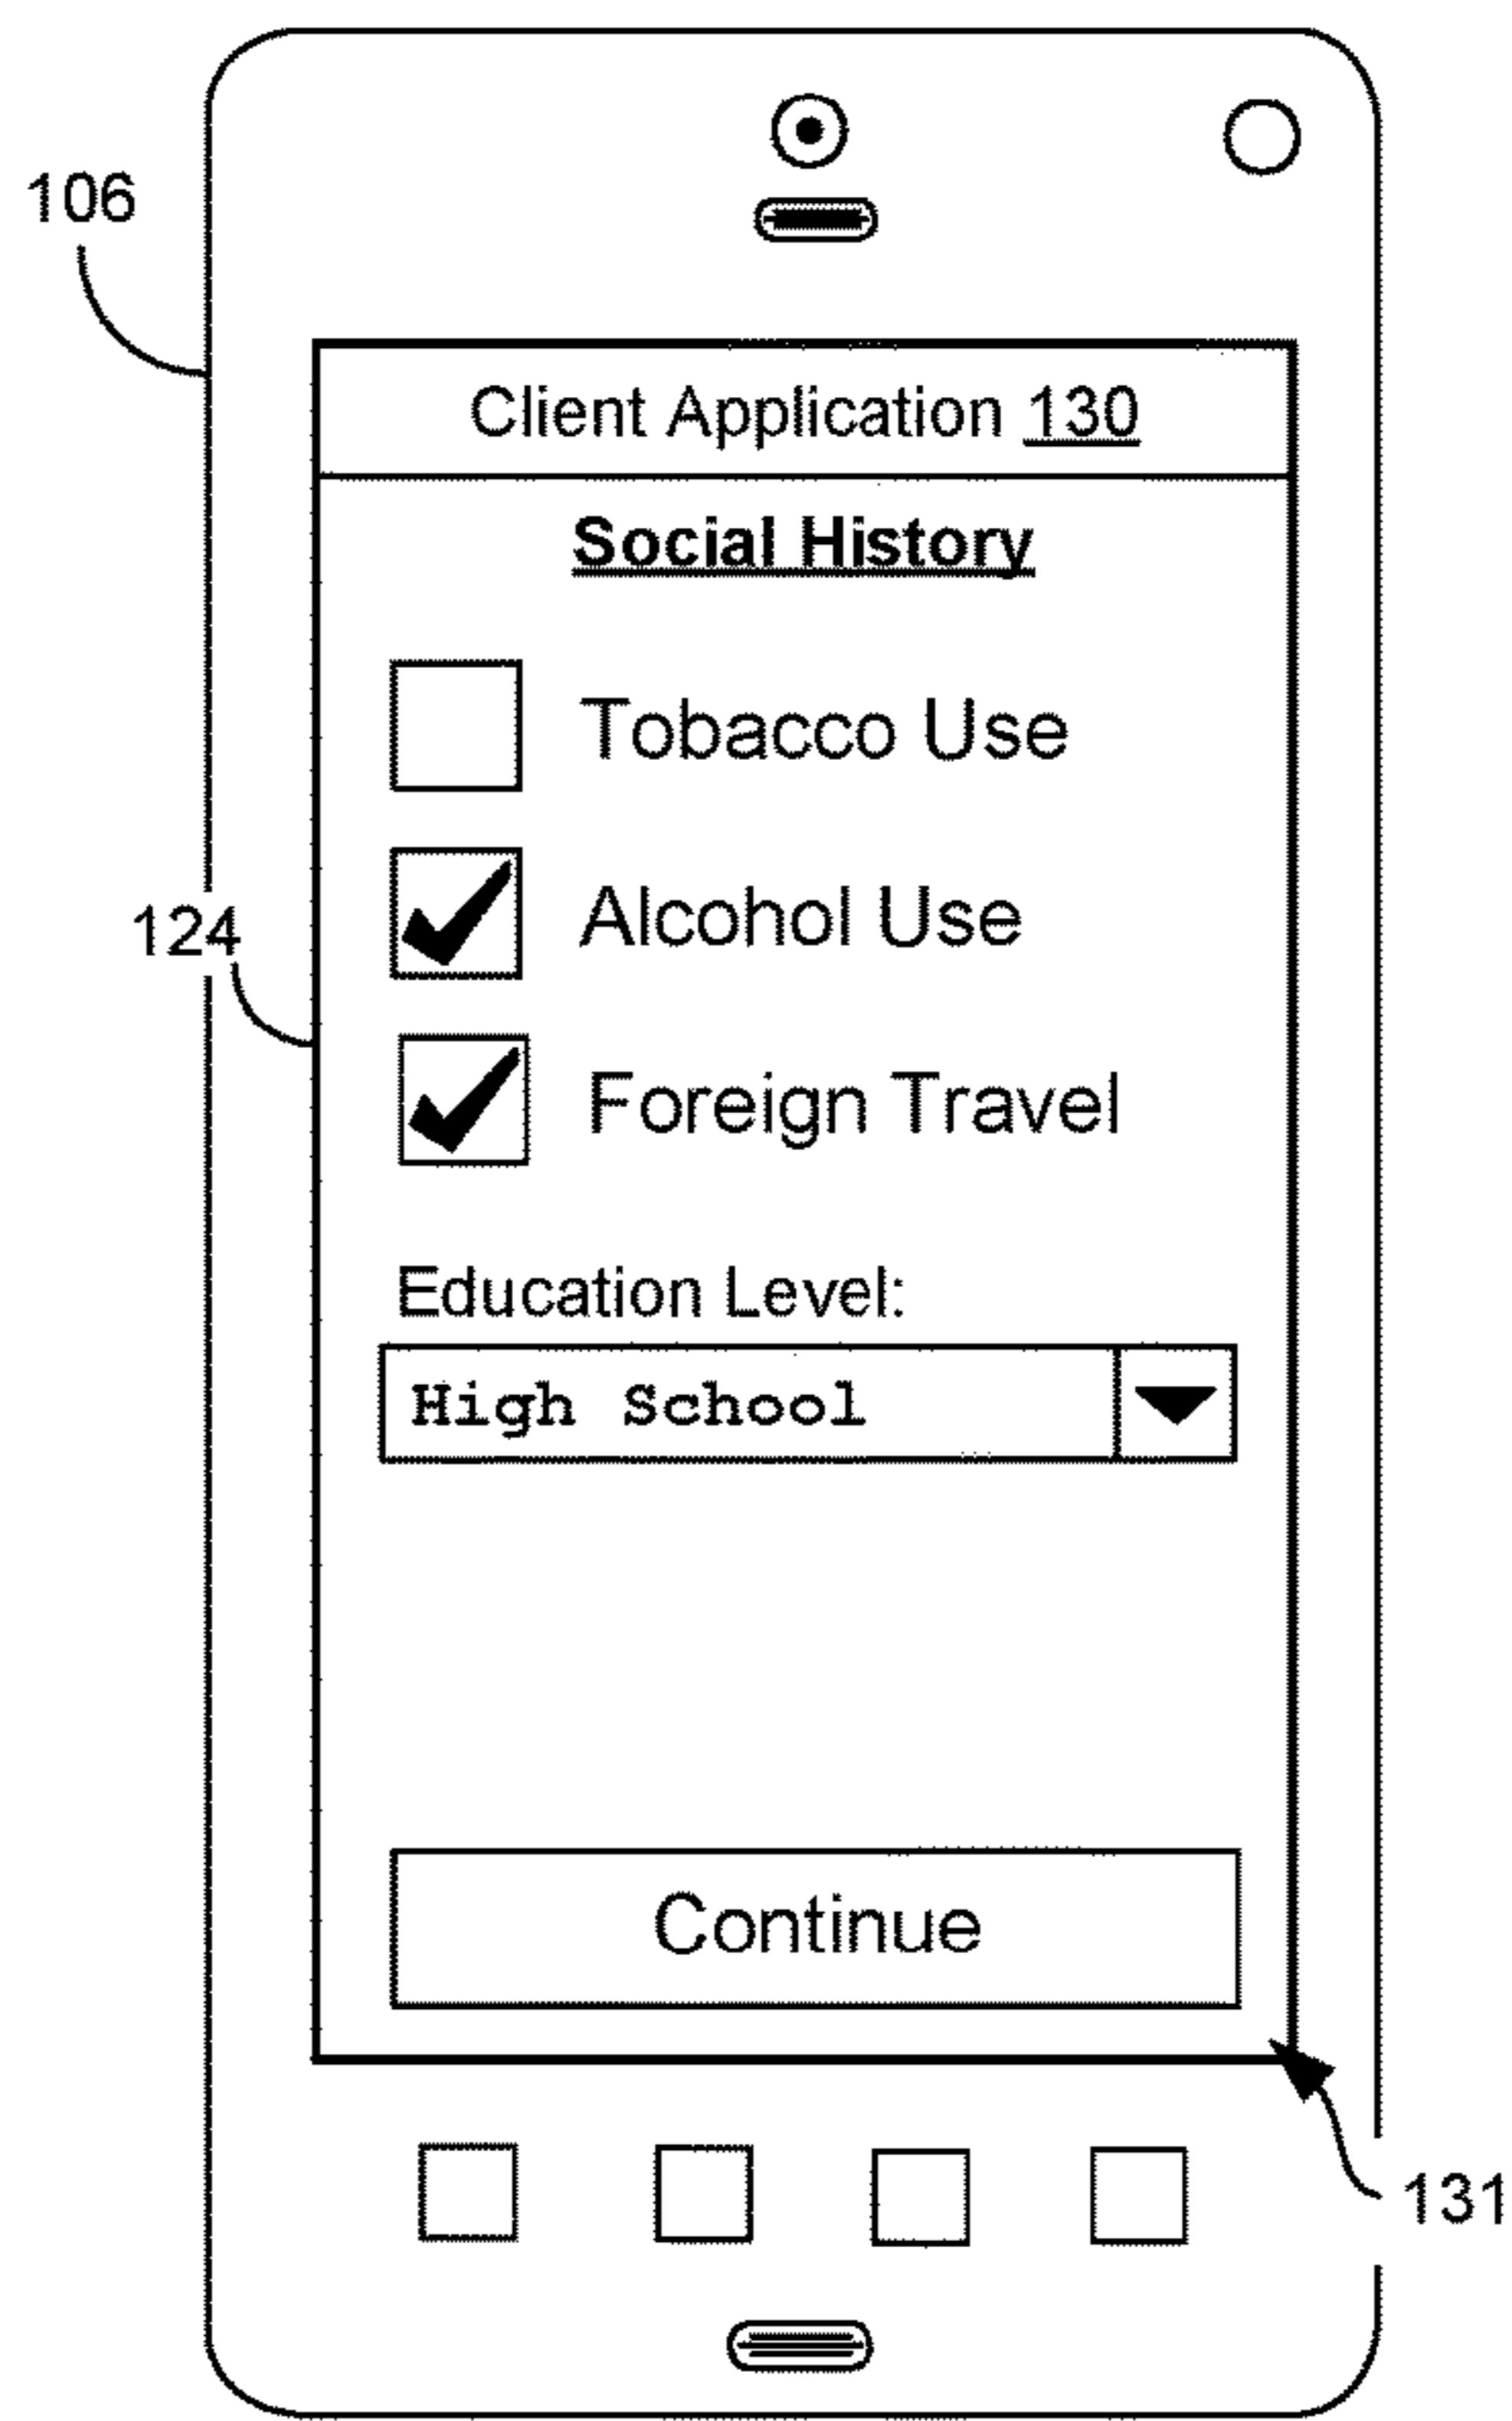 106
Client Application 130
Social History
Tobacco Use
Alcohol Use
124
Foreign Travel
Education Level:
High School
Continue
131